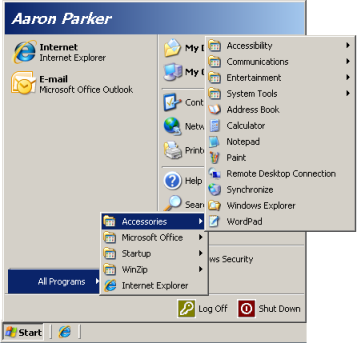 Aaron Parker
Internet
Internet Explorer
E-mail
Microsoft Office Outlook
All Programs
My
My
Cont
Netw
Print
Help
Sear
ws Security
Log Off
Shut Down
Accessories
Microsoft Office
Startup
WinZip
Internet Explorer
Accessibility
Communications
Entertainment
System Tools
Address Book
Calculator
Notepad
Paint
Remote Desktop Connection
Synchronize
Windows Explorer
WordPad
Start